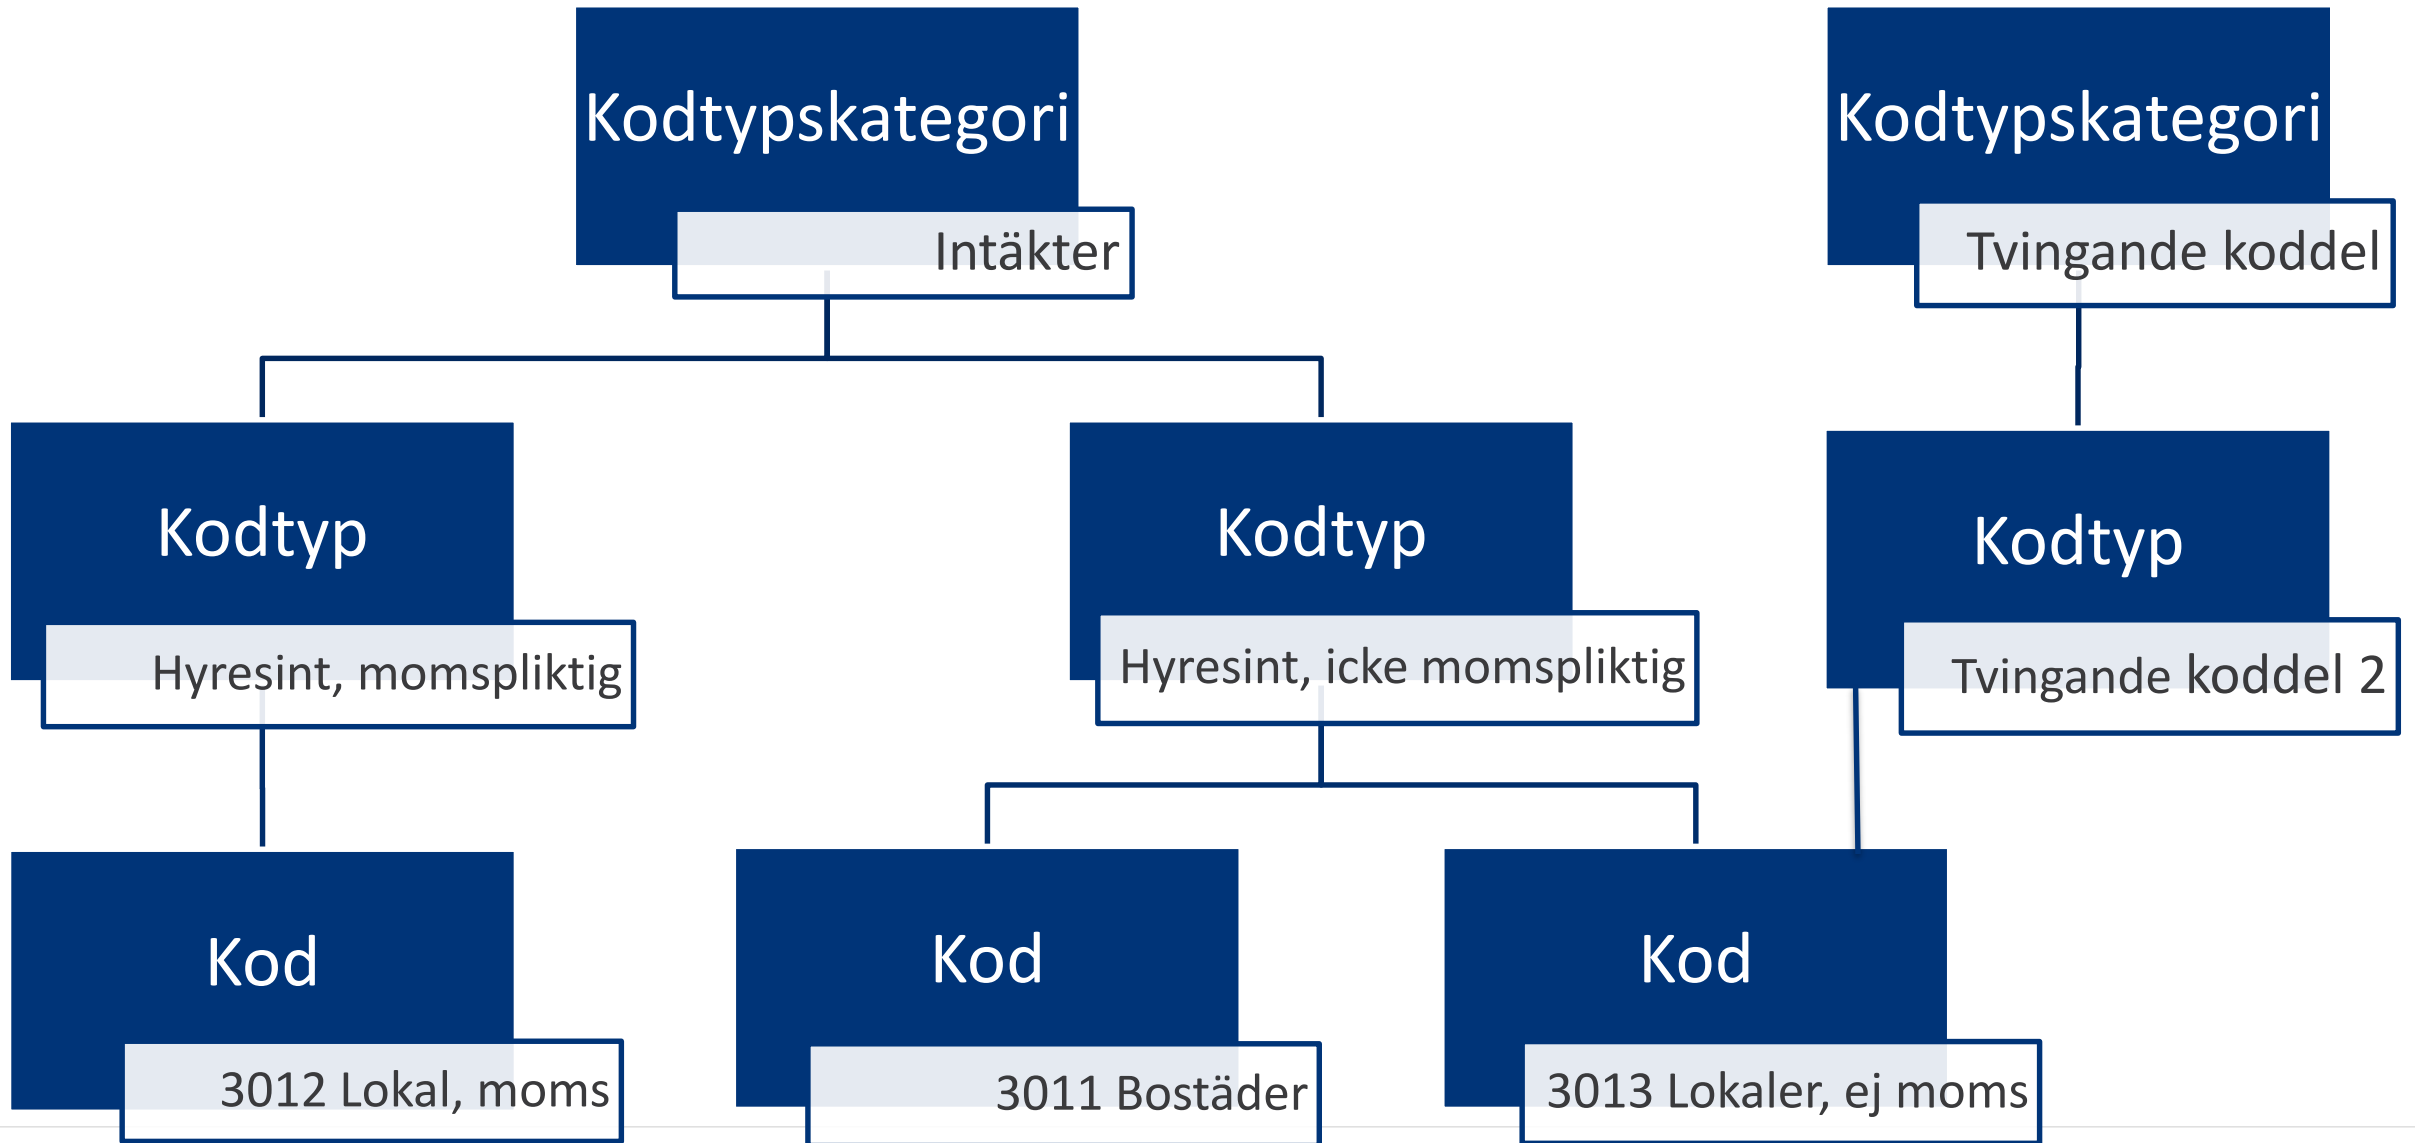 Kodtypskategori
Intäkter
Kodtypskategori
Tvingande koddel
Kodtyp
Hyresint, momspliktig
Kodtyp
Hyresint, icke momspliktig
Kodtyp
Tvingande koddel 2
Kod
3012 Lokal, moms
Kod
3011 Bostäder
Kod
3013 Lokaler, ej moms